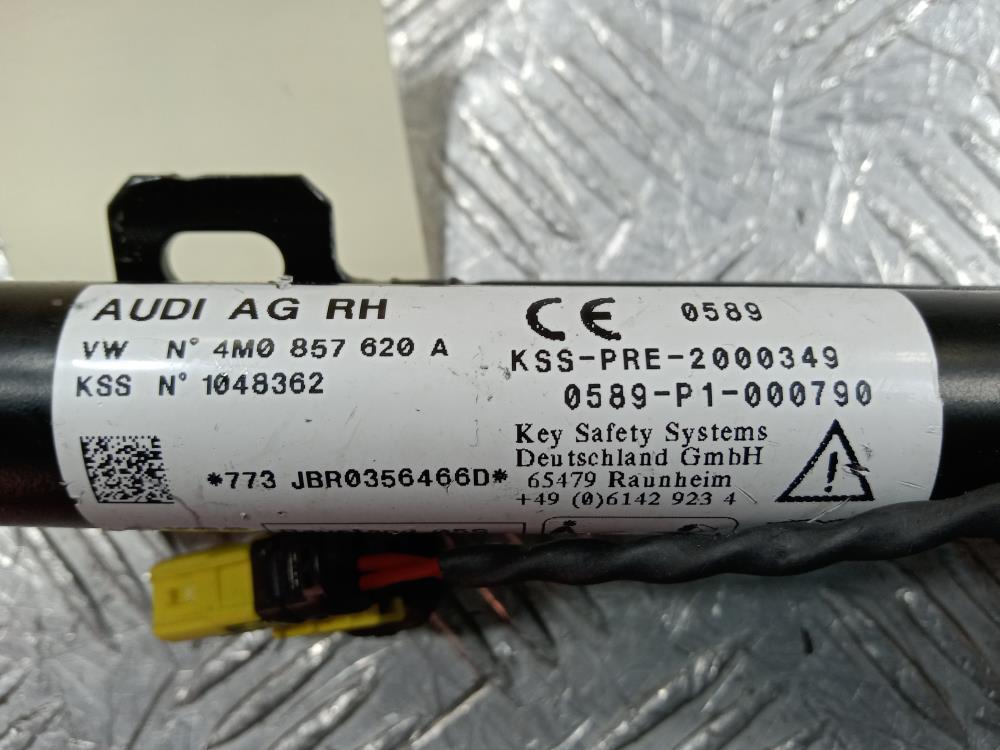 AUDI AG RH
CE 0589
VW N° 4M0 857 620 A
KSS-PRE-2000349
KSS N° 1048362
0589-P1-000790
Key Safety Systems
Deutschland GmbH
*773 JBR0356466D*
65479 Raunheim
+49 (0)6142 923 4